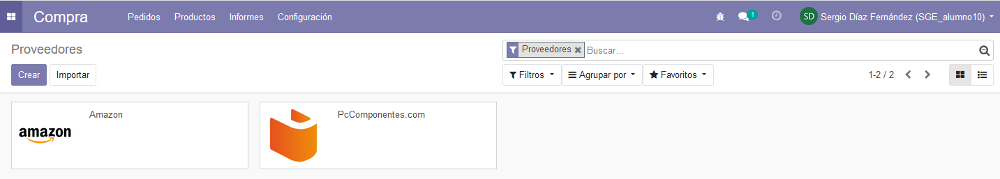 Compra Pedidos Productos Informes Configuración 1 SD Sergio Díaz Fernández (SGE_alumno10)
Proveedores Proveedores Buscar...
Crear Importar Filtros Agrupar por Favoritos 1-2 / 2
Amazon PcComponentes.com
amazon